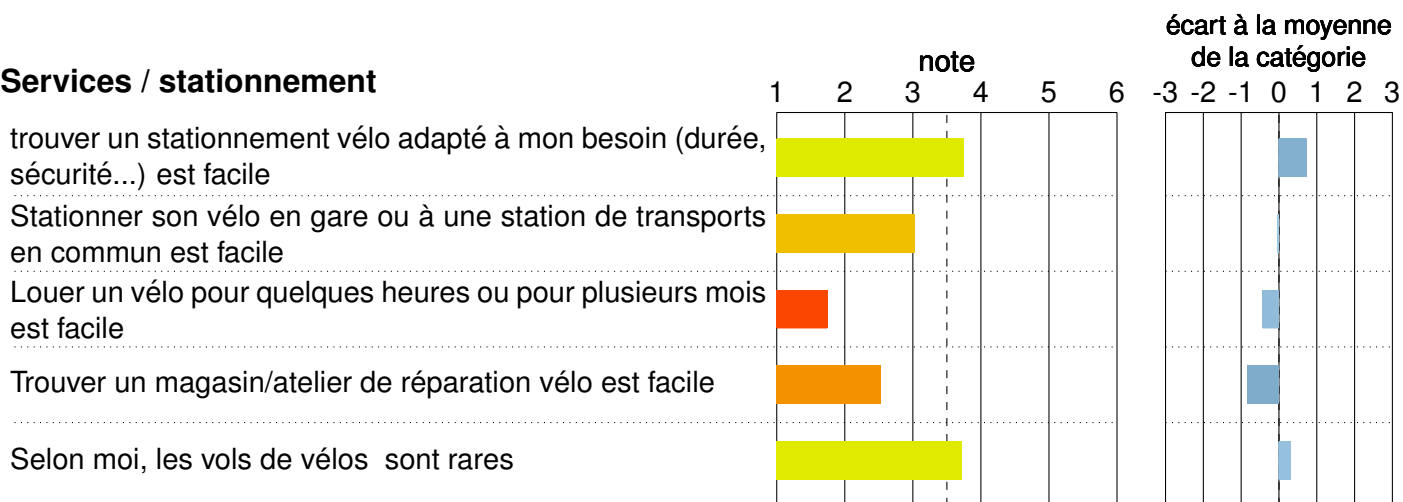 écart à la moyenne
de la catégorie
note
Services / stationnement
1 2 3 4 5 6 -3 -2 -1 0 1 2 3
trouver un stationnement vélo adapté à mon besoin (durée,
sécurité...) est facile
Stationner son vélo en gare ou à une station de transports
en commun est facile
Louer un vélo pour quelques heures ou pour plusieurs mois
est facile
Trouver un magasin/atelier de réparation vélo est facile
Selon moi, les vols de vélos sont rares